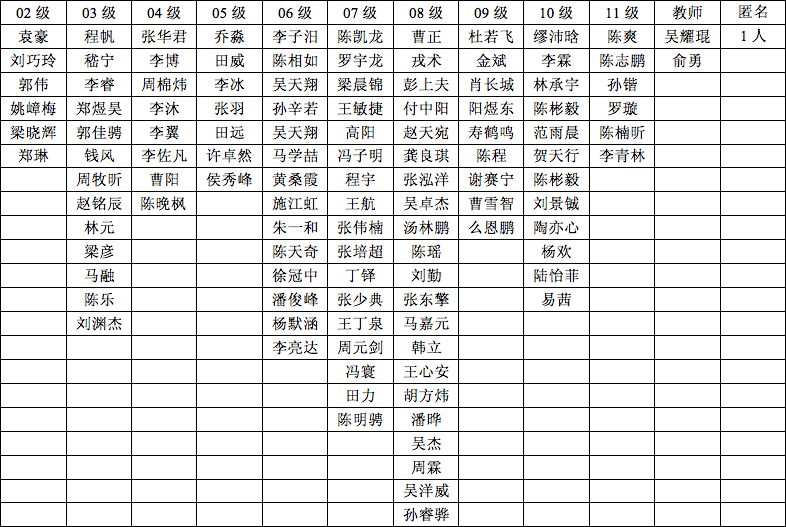 02 级 03 级 04 级 05 级 06 级 07 级 08 级 09 级 10 级 11 级 教师 匿名
袁豪 程帆 张华君 乔淼 李子汨 陈凯龙 曹正 杜若飞 缪沛晗 陈爽 吴耀琨 1 人
刘巧玲 嵇宁 李博 田威 陈相如 罗宇龙 戎术 金斌 李霖 陈志鹏 俞勇
郭伟 李睿 周棉炜 李冰 吴天翔 梁晨锦 彭上夫 肖长城 林承宇 孙锴
姚嶂梅 郑煜昊 李沐 张羽 孙辛若 王敏捷 付中阳 阳煜东 陈彬毅 罗璇
梁晓辉 郭佳骋 李翼 田远 吴天翔 高阳 赵天宛 寿鹤鸣 范雨晨 陈楠昕
郑琳 钱风 李佐凡 许卓然 马学喆 冯子明 龚良琪 陈程 贺天行 李青林
周牧昕 曹阳 侯秀峰 黄桑霞 程宇 张泓洋 谢赛宁 陈彬毅
赵铭辰 陈晚枫 施江虹 王航 吴卓杰 曹雪智 刘景铖
林元 朱一和 张伟楠 汤林鹏 么恩鹏 陶亦心
梁彦 陈天奇 张培超 陈瑶 杨欢
马融 徐冠中 丁铎 刘勤 陆怡菲
陈乐 潘俊峰 张少典 张东擎 易茜
刘渊杰 杨默涵 王丁泉 马嘉元
李亮达 周元剑 韩立
冯寰 王心安
田力 胡方炜
陈明骋 潘晔
吴杰
周霖
吴洋威
孙睿骅